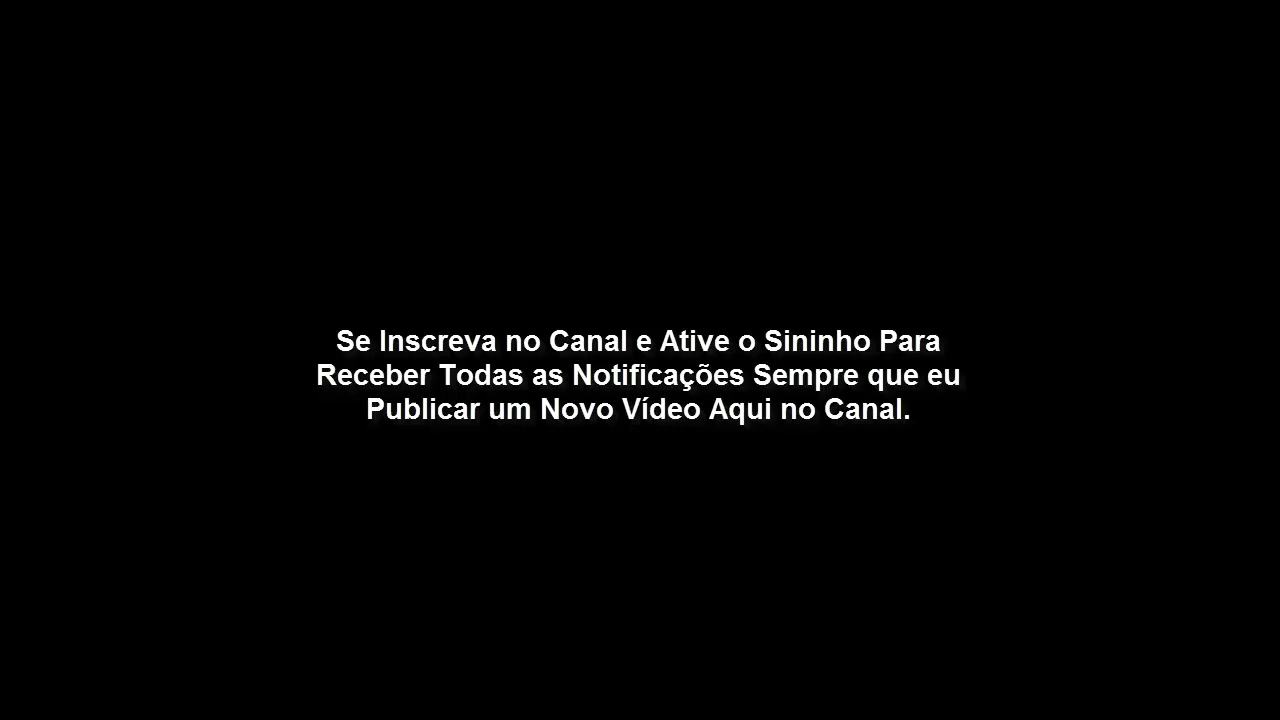 Se Inscreva no Canal e Ative o Sininho Para
Receber Todas as Notificações Sempre que eu
Publicar um Novo Vídeo Aqui no Canal.